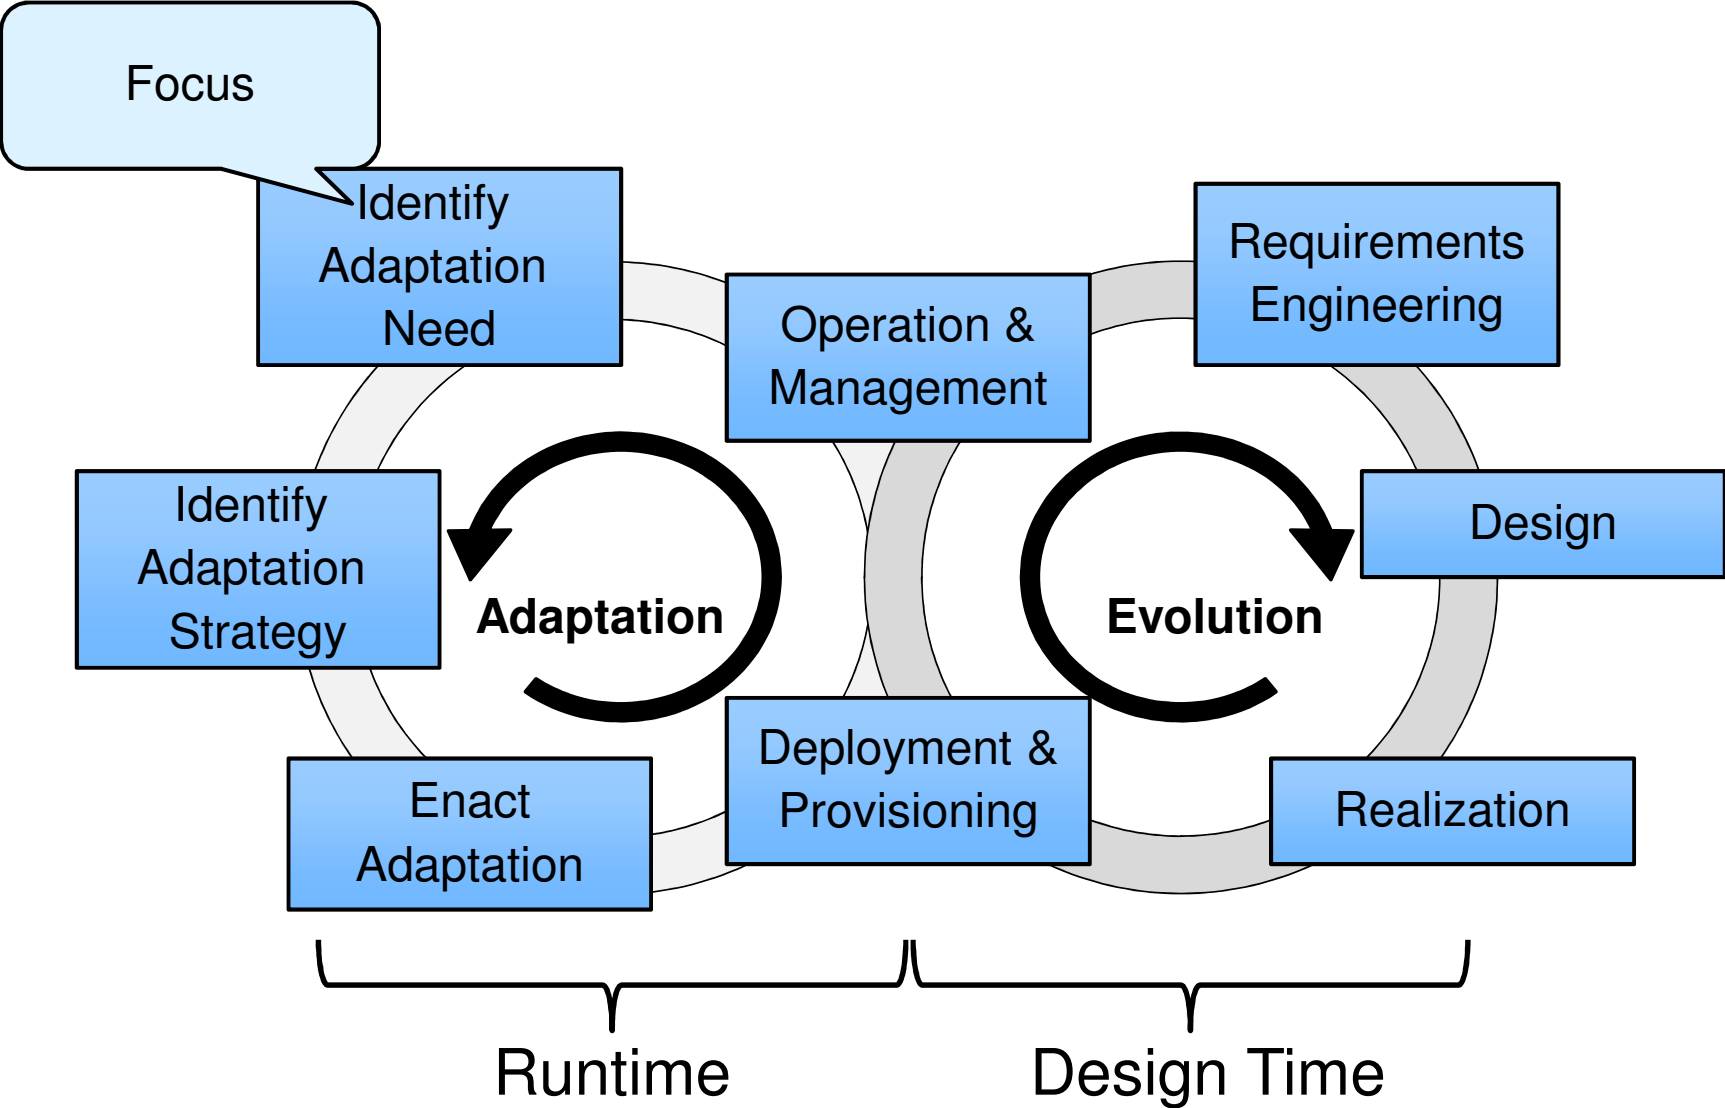 Focus
Identify
Adaptation
Need
Operation &
Management
Requirements
Engineering
Identify
Adaptation
Strategy
Design
Adaptation
Evolution
Enact
Adaptation
Deployment &
Provisioning
Realization
Runtime
Design Time